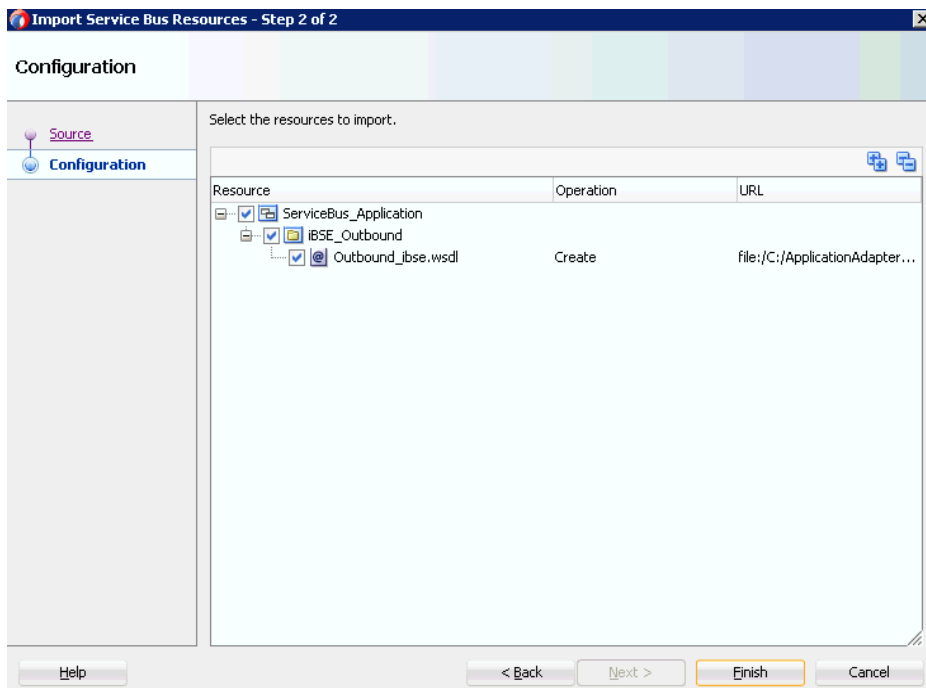 Import Service Bus Resources - Step 2 of 2
Configuration
Source
Configuration
Select the resources to import.
Resource Operation URL
ServiceBus_Application
iBSE_Outbound
Outbound_ibse.wsdl Create file:/C:/ApplicationAdapter...
Help < Back Next > Finish Cancel